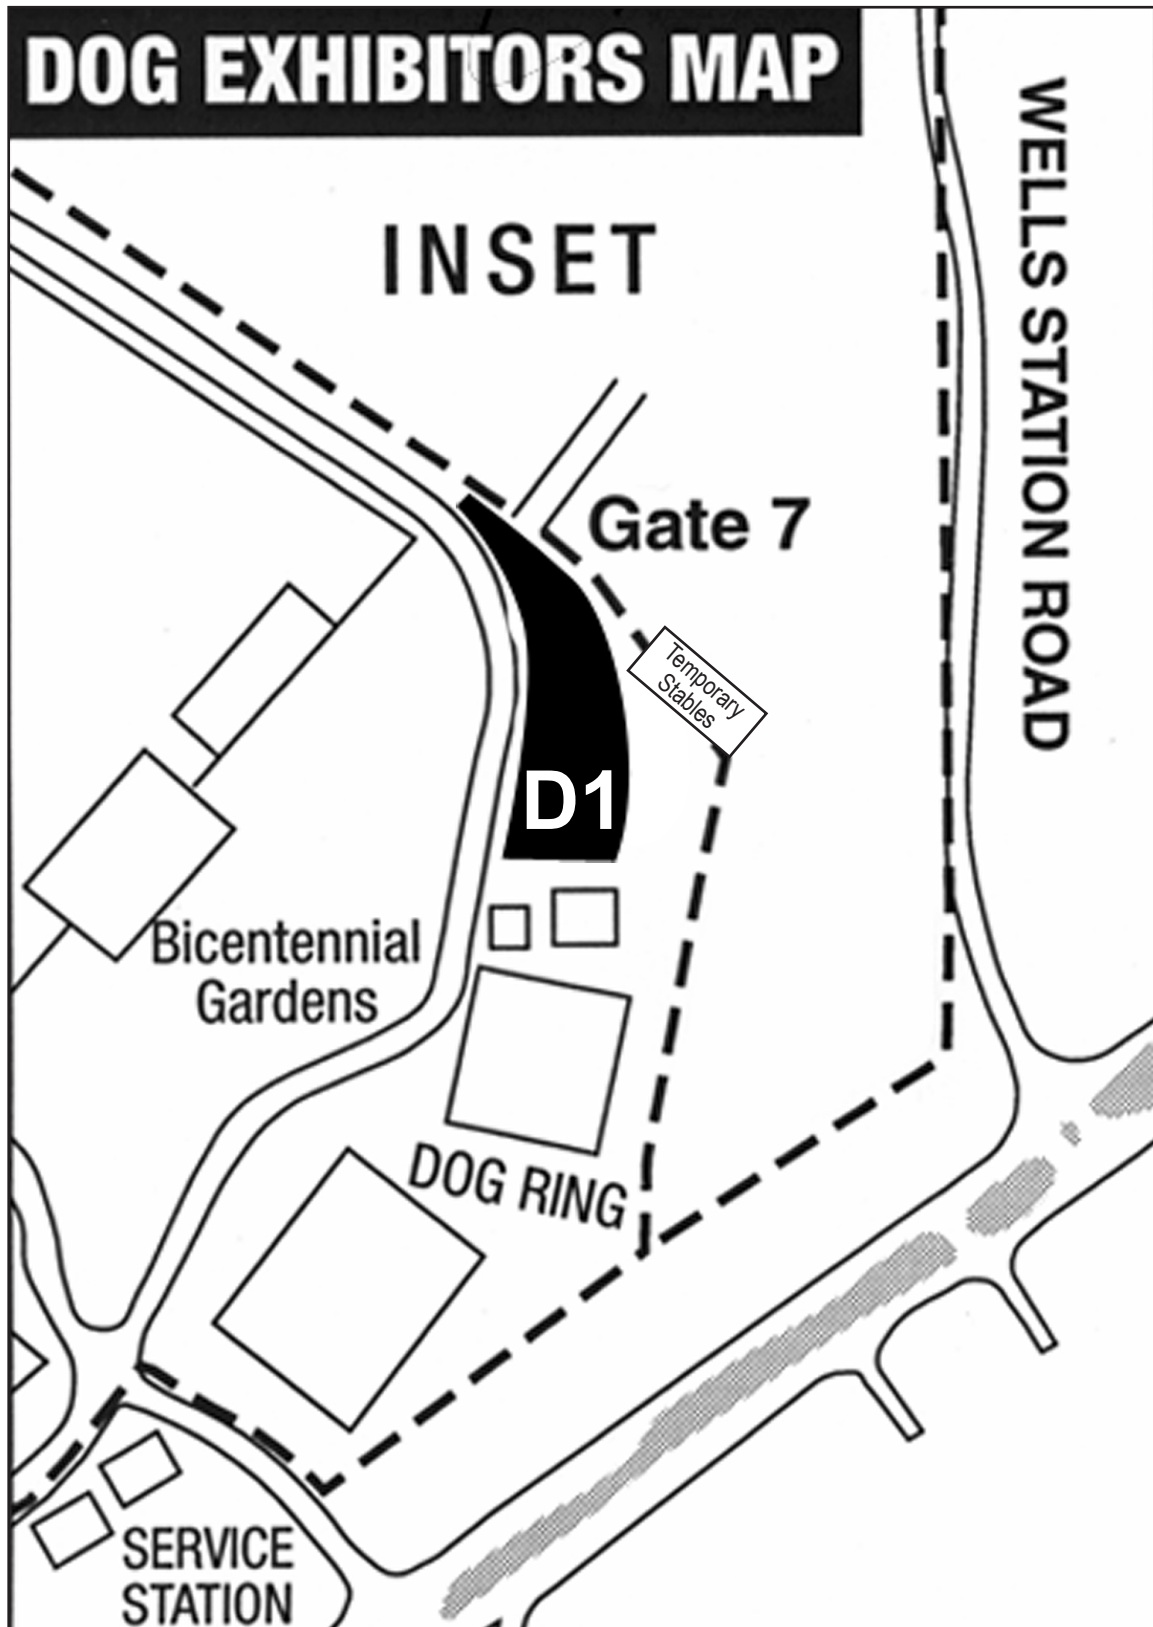 DOG EXHIBITORS MAP
INSET
WELLS STATION ROAD
Gate 7
Temporary
Stables
D1
Bicentennial
Gardens
DOG RING
SERVICE
STATION